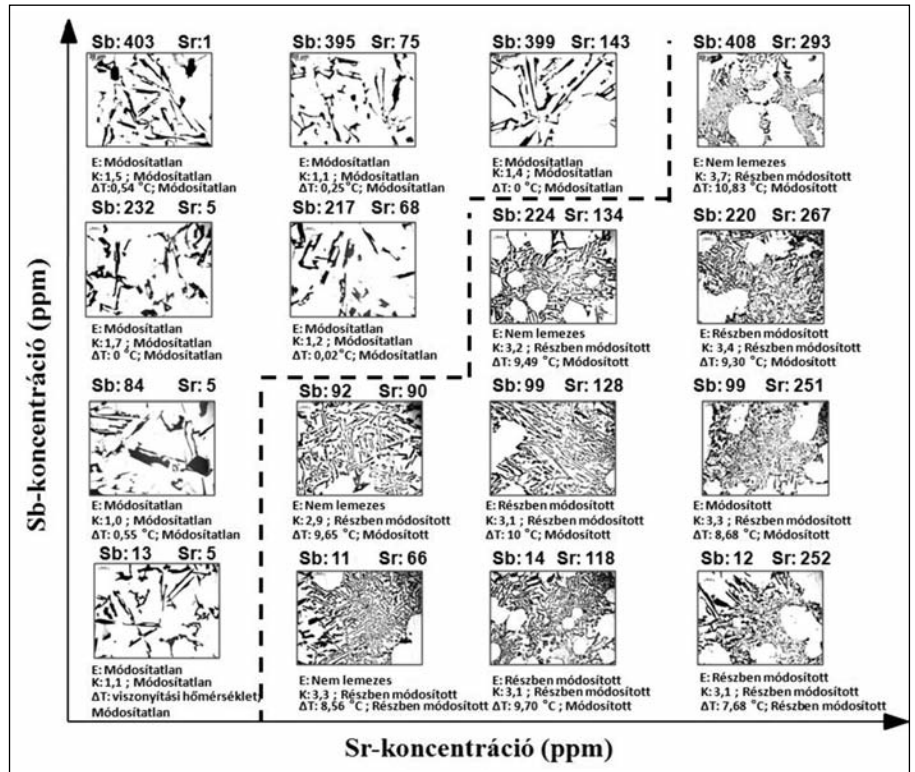 Sb-koncentráció (ppm)
Sb: 403 Sr: 1
E: Módosítatlan
K: 1,5 ; Módosítatlan
ΔT:0,54 °C; Módosítatlan
Sb: 395 Sr: 75
E: Módosítatlan
K: 1,1 ; Módosítatlan
ΔT: 0,25°C; Módosítatlan
Sb: 399 Sr: 143
E: Módosítatlan
K: 1,4 ; Módosítatlan
ΔT: 0 °C; Módosítatlan
Sb: 408 Sr: 293
E: Nem lemezes
K: 3,7; Részben módosított
ΔT: 10,83 °C; Módosított
Sb: 232 Sr: 5
E: Módosítatlan
K: 1,7 ; Módosítatlan
ΔT: 0 °C; Módosítatlan
Sb: 217 Sr: 68
E: Módosítatlan
K: 1,2 ; Módosítatlan
ΔT: 0,02°C; Módosítatlan
Sb: 224 Sr: 134
E: Nem lemezes
K: 3,2 ; Részben módosított
ΔT: 9,49 °C; Módosított
Sb: 220 Sr: 267
E: Részben módosított
K: 3,4 ; Részben módosított
ΔT: 9,30 °C; Módosított
Sb: 84 Sr: 5
E: Módosítatlan
K: 1,0 ; Módosítatlan
ΔT: 0,55 °C; Módosítatlan
Sb: 92 Sr: 90
E: Nem lemezes
K: 2,9 ; Részben módosított
ΔT: 9,65 °C; Módosított
Sb: 99 Sr: 128
E: Részben módosított
K: 3,1 ; Részben módosított
ΔT: 10 °C; Módosított
Sb: 99 Sr: 251
E: Módosított
K: 3,3 ; Részben módosított
ΔT: 8,68 °C; Módosított
Sb: 13 Sr: 5
E: Módosítatlan
K: 1,1 ; Módosítatlan
ΔT: viszonyítási hőmérséklet;
Módosítatlan
Sb: 11 Sr: 66
E: Nem lemezes
K: 3,3 ; Részben módosított
ΔT: 8,56 °C ; Részben módosított
Sb: 14 Sr: 118
E: Részben módosított
K: 3,1 ; Részben módosított
ΔT: 9,70 °C; Módosított
Sb: 12 Sr: 252
E: Részben módosított
K: 3,1 ; Részben módosított
ΔT: 7,68 °C; Részben módosított
Sr-koncentráció (ppm)